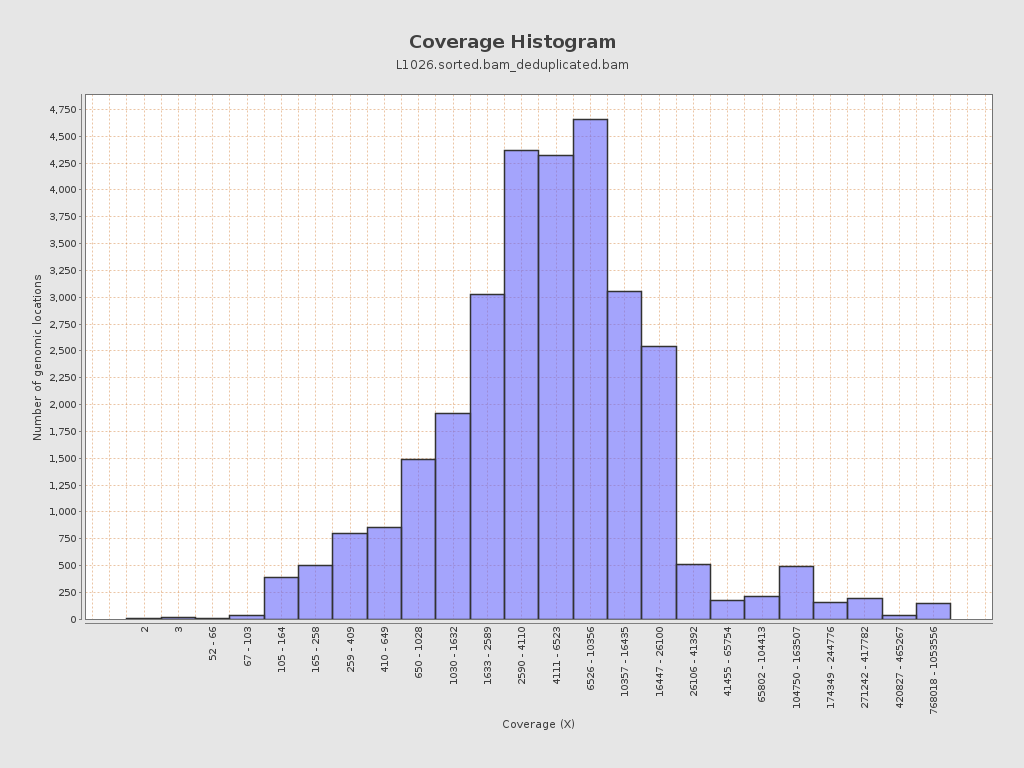 Coverage Histogram
L1026.sorted.bam_deduplicated.bam
Number of genomic locations
4,750
4,500
4,250
4,000
3,750
3,500
3,250
3,000
2,750
2,500
2,250
2,000
1,750
1,500
1,250
1,000
750
500
250
0
2
3
52 - 66
67 - 103
105 - 164
165 - 258
259 - 409
410 - 649
650 - 1028
1030 - 1632
1633 - 2589
2590 - 4110
4111 - 6523
6526 - 10356
10357 - 16435
16447 - 26100
26106 - 41392
41455 - 65754
65802 - 104413
104750 - 163507
174349 - 244776
271242 - 417782
420827 - 465267
768018 - 1053556
Coverage (X)